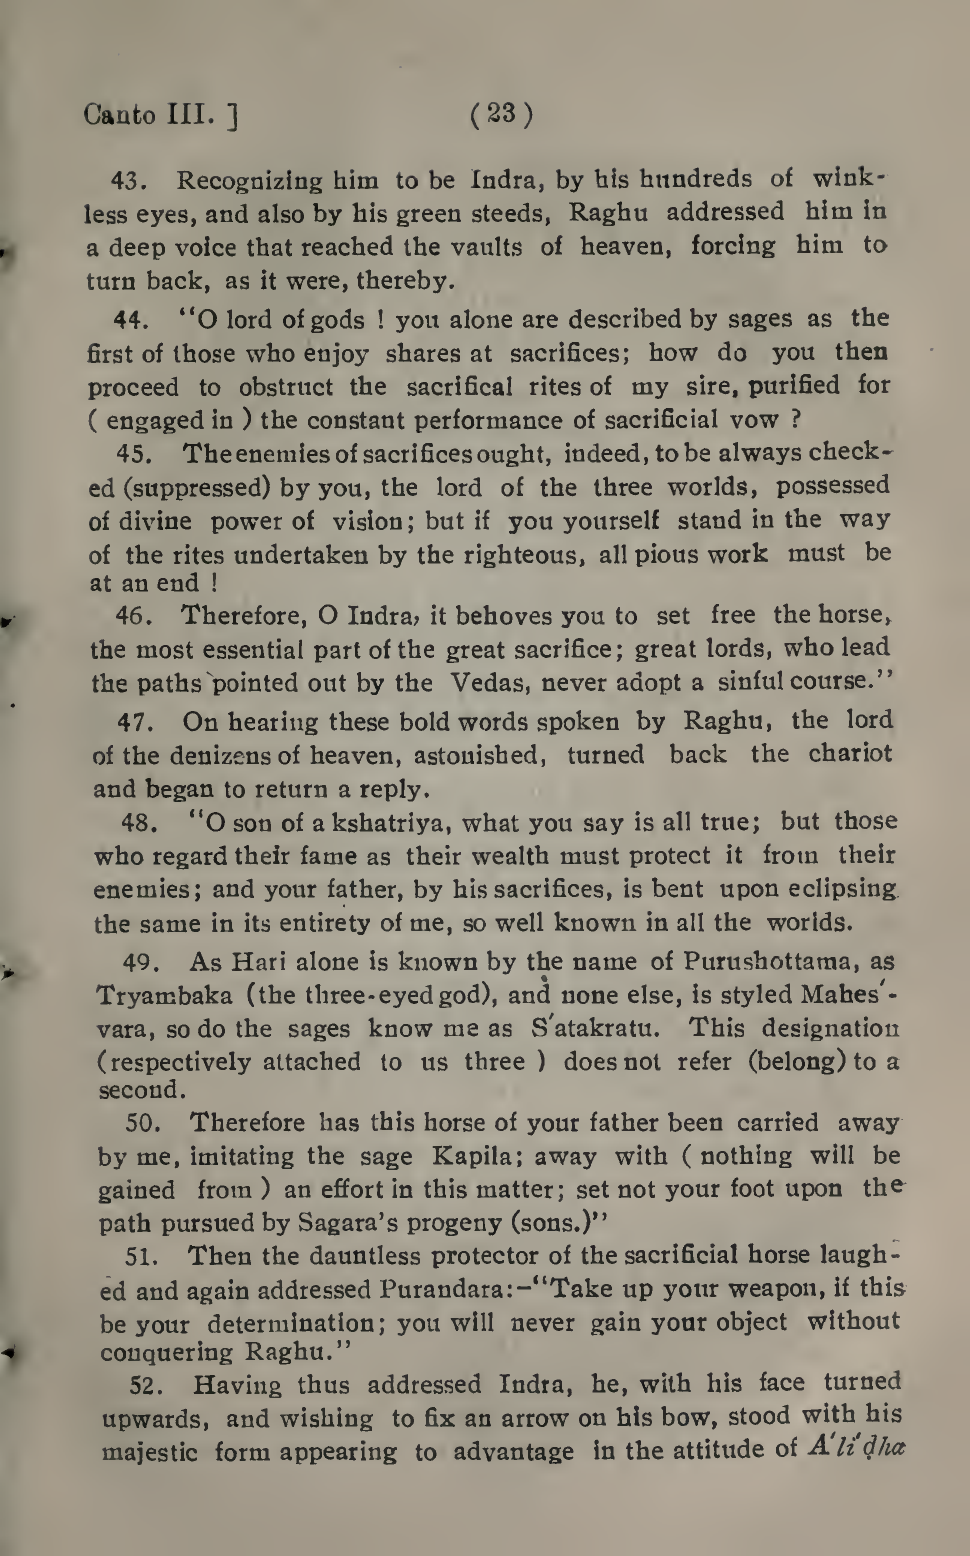 Canto III. ] (23)
43. Recognizing him to be Indra, by his hundreds of wink-
less eyes, and also by his green steeds, Raghu addressed him in
a deep voice that reached the vaults of heaven, forcing him to
turn back, as it were, thereby.
44. ‘‘O lord of gods ! you alone are described by sages as the
first of those who enjoy shares at sacrifices; how do you then
proceed to obstruct the sacrifical rites of my sire, purified for
( engaged in ) the constant performance of sacrificial vow ?
45. The enemies of sacrifices ought, indeed, to be always check-
ed (suppressed) by you, the lord of the three worlds, possessed
of divine power of vision; but if you yourself stand in the way
of the rites undertaken by the righteous, all pious work must be
at an end !
46. Therefore, O Indra, it behoves you to set free the horse,
the most essential part of the great sacrifice; great lords, who lead
the paths pointed out by the Vedas, never adopt a sinful course.’’
47. On hearing these bold words spoken by Raghu, the lord
of the denizens of heaven, astonished, turned back the chariot
and began to return a reply.
48. ‘‘O son of a kshatriya, what you say is all true; but those
who regard their fame as their wealth must protect it from their
enemies; and your father, by his sacrifices, is bent upon eclipsing
the same in its entirety of me, so well known in all the worlds.
49. As Hari alone is known by the name of Purushottama, as
Tryambaka (the three-eyed god), and none else, is styled Mahes'-
vara, so do the sages know me as S'atakratu. This designation
(respectively attached to us three ) does not refer (belong) to a
second.
50. Therefore has this horse of your father been carried away
by me, imitating the sage Kapila; away with ( nothing will be
gained from ) an effort in this matter; set not your foot upon the
path pursued by Sagara’s progeny (sons.)’’
51. Then the dauntless protector of the sacrificial horse laugh-
ed and again addressed Purandara:–‘‘Take up your weapon, if this
be your determination; you will never gain your object without
conquering Raghu.’’
52. Having thus addressed Indra, he, with his face turned
upwards, and wishing to fix an arrow on his bow, stood with his
majestic form appearing to advantage in the attitude of A'li'ḍha